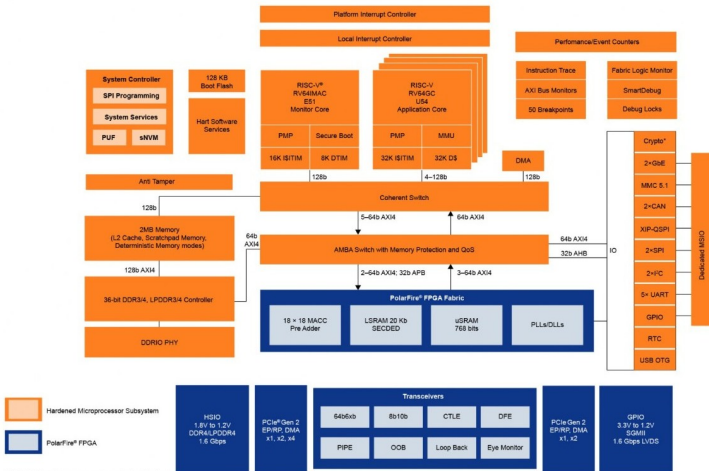 Platform Interrupt Controller
Local Interrupt Controller
Perfomance/Event Counters
System Controller
SPI Programming
System Services
PUF
sNVM
128 KB
Boot Flash
Hart Software
Services
RISC-V®
RV64IMAC
E51
Monitor Core
PMP
Secure Boot
16K I$ITIM
8K DTIM
RISC-V
RV64GC
U54
Application Core
PMP
MMU
32K I$ITIM
32K D$
Instruction Trace
AXI Bus Monitors
50 Breakpoints
Fabric Logic Monitor
SmartDebug
Debug Locks
DMA
128b
4–128b
128b
Anti Tamper
Coherent Switch
128b
2MB Memory
(L2 Cache, Scratchpad Memory,
Deterministic Memory modes)
5–64b AXI4
64b AXI4
64b
AXI4
AMBA Switch with Memory Protection and QoS
64b AXI4
32b AHB
128b AXI4
2–64b AXI4; 32b APB
3–64b AXI4
36-bit DDR3/4, LPDDR3/4 Controller
DDRIO PHY
PolarFire® FPGA Fabric
18 × 18 MACC
Pre Adder
LSRAM 20 Kb
SECDED
uSRAM
768 bits
PLLs/DLLs
IO
Crypto*
2×GbE
MMC 5.1
2×CAN
XIP-QSPI
2×SPI
2×I²C
5× UART
GPIO
RTC
USB OTG
Dedicated MSIO
Hardened Microprocessor Subsystem
PolarFire® FPGA
HSIO
1.8V to 1.2V
DDR4/LPDDR4
1.6 Gbps
PCIe® Gen 2
EP/RP, DMA
x1, x2, x4
Transceivers
64b6xb
8b10b
CTLE
DFE
PIPE
OOB
Loop Back
Eye Monitor
PCIe Gen 2
EP/RP, DMA
x1, x2
GPIO
3.3V to 1.2V
SGMII
1.6 Gbps LVDS